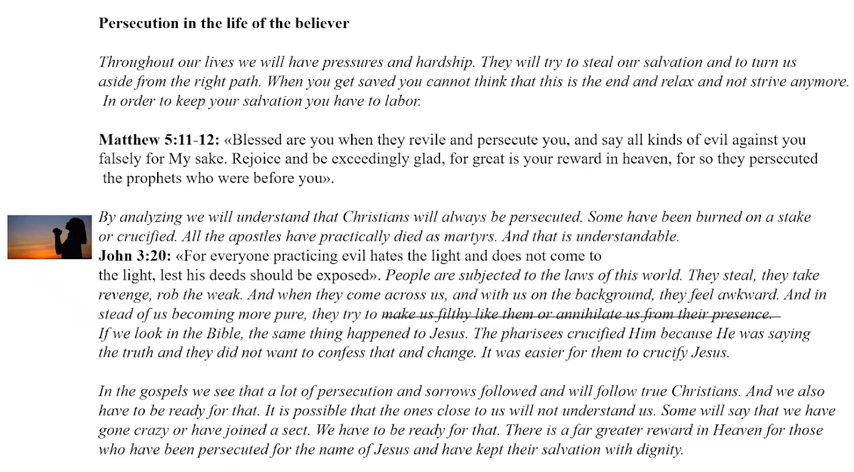 Persecution in the life of the believer
Throughout our lives we will have pressures and hardship. They will try to steal our salvation and to turn us
aside from the right path. When you get saved you cannot think that this is the end and relax and not strive anymore.
In order to keep your salvation you have to labor.
Matthew 5:11-12: «Blessed are you when they revile and persecute you, and say all kinds of evil against you
falsely for My sake. Rejoice and be exceedingly glad, for great is your reward in heaven, for so they persecuted
the prophets who were before you».
By analyzing we will understand that Christians will always be persecuted. Some have been burned on a stake
or crucified. All the apostles have practically died as martyrs. And that is understandable.
John 3:20: «For everyone practicing evil hates the light and does not come to
the light, lest his deeds should be exposed». People are subjected to the laws of this world. They steal, they take
revenge, rob the weak. And when they come across us, and with us on the background, they feel awkward. And in
stead of us becoming more pure, they try to make us filthy like them or annihilate us from their presence.
If we look in the Bible, the same thing happened to Jesus. The pharisees crucified Him because He was saying
the truth and they did not want to confess that and change. It was easier for them to crucify Jesus.
In the gospels we see that a lot of persecution and sorrows followed and will follow true Christians. And we also
have to be ready for that. It is possible that the ones close to us will not understand us. Some will say that we have
gone crazy or have joined a sect. We have to be ready for that. There is a far greater reward in Heaven for those
who have been persecuted for the name of Jesus and have kept their salvation with dignity.